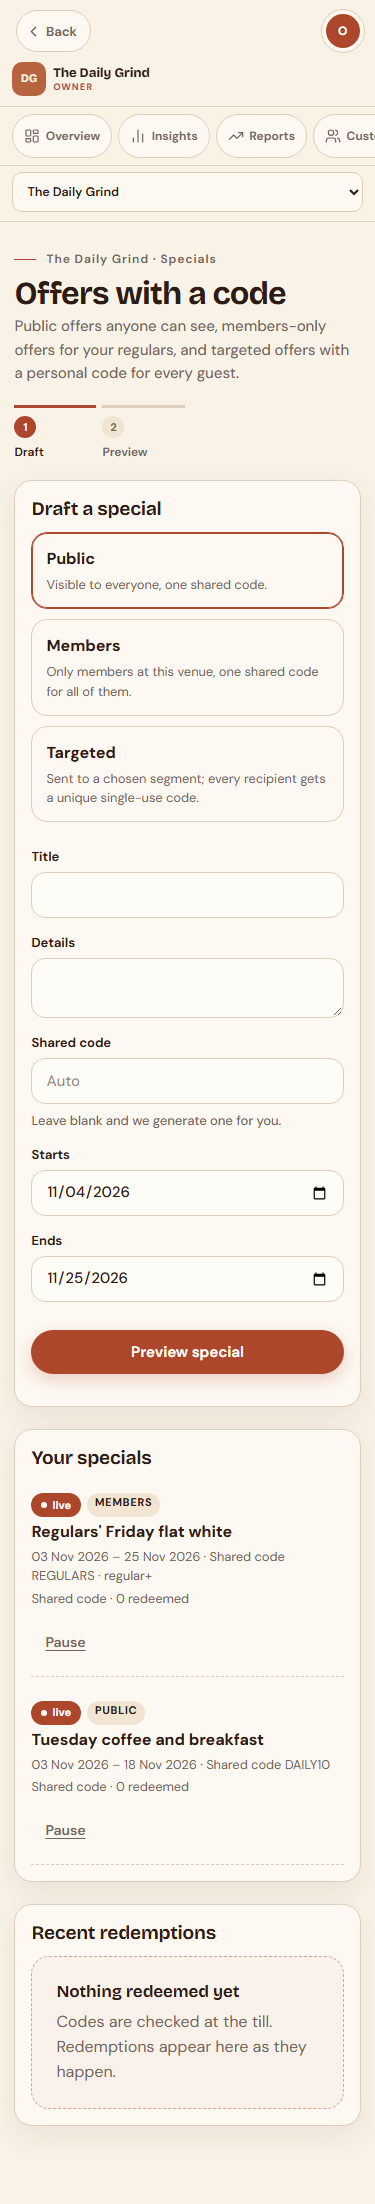 Back
O
DG
The Daily Grind
OWNER
Overview
Insights
Reports
Cust
The Daily Grind
The Daily Grind · Specials
Offers with a code
Public offers anyone can see, members-only
offers for your regulars, and targeted offers with
a personal code for every guest.
1
2
Draft
Preview
Draft a special
Public
Visible to everyone, one shared code.
Members
Only members at this venue, one shared code
for all of them.
Targeted
Sent to a chosen segment; every recipient gets
a unique single-use code.
Title
Details
Shared code
Auto
Leave blank and we generate one for you.
Starts
11/04/2026
Ends
11/25/2026
Preview special
Your specials
live MEMBERS
Regulars' Friday flat white
03 Nov 2026 – 25 Nov 2026 · Shared code
REGULARS · regular+
Shared code · 0 redeemed
Pause
live PUBLIC
Tuesday coffee and breakfast
03 Nov 2026 – 18 Nov 2026 · Shared code DAILY10
Shared code · 0 redeemed
Pause
Recent redemptions
Nothing redeemed yet
Codes are checked at the till.
Redemptions appear here as they
happen.